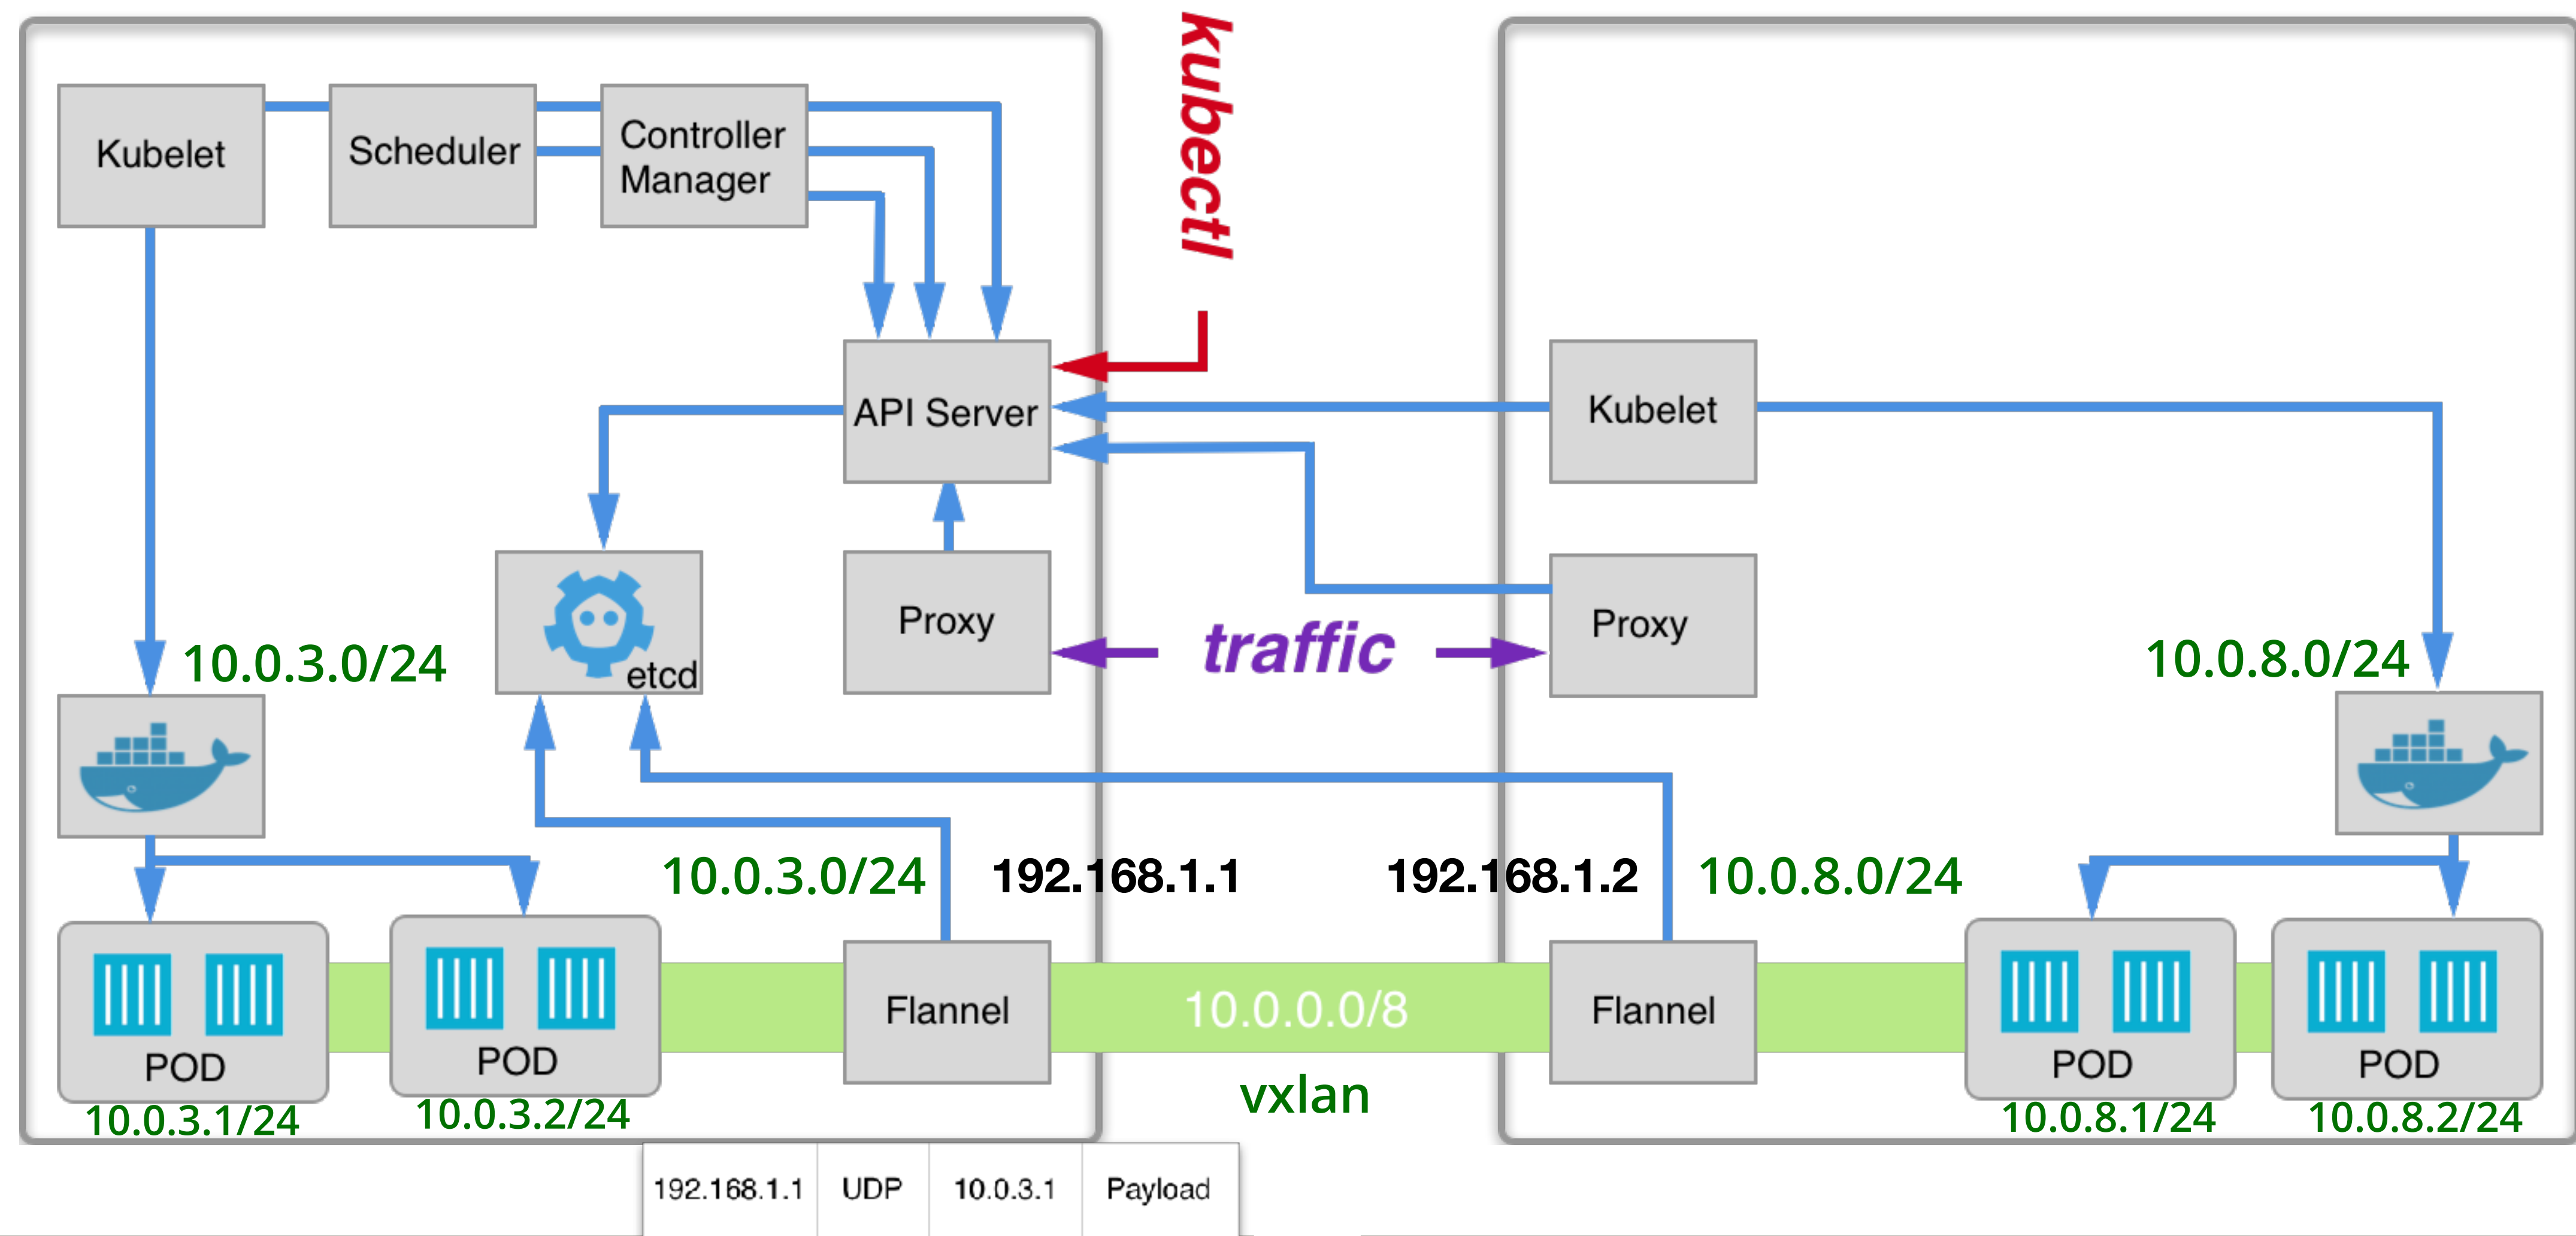 kubectl
Kubelet
Scheduler
Controller
Manager
API Server
Kubelet
etcd
Proxy
traffic
Proxy
10.0.3.0/24
10.0.8.0/24
10.0.3.0/24
192.168.1.1
192.168.1.2
10.0.8.0/24
POD
POD
Flannel
10.0.0.0/8
Flannel
POD
POD
10.0.3.1/24
10.0.3.2/24
vxlan
10.0.8.1/24
10.0.8.2/24
192.168.1.1
UDP
10.0.3.1
Payload